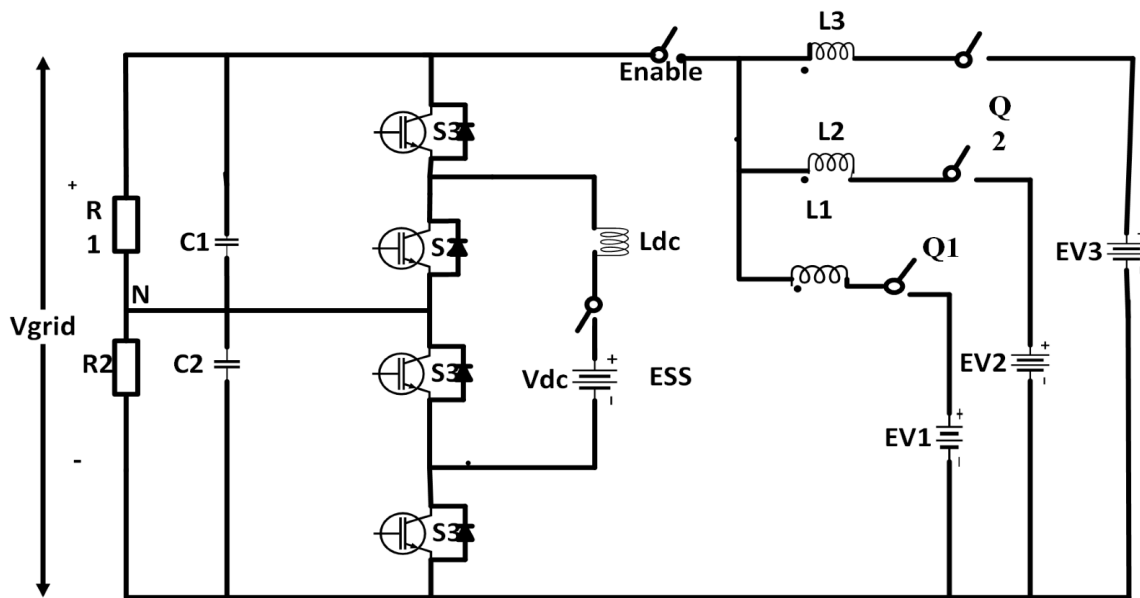 L3
Enable
Q
2
S3
L2
+
R
1
L1
S
C1
Ldc
Q1
EV3
N
Vgrid
R2
C2
S3
Vdc
+
-
ESS
EV2
+
-
EV1
+
-
-
S3